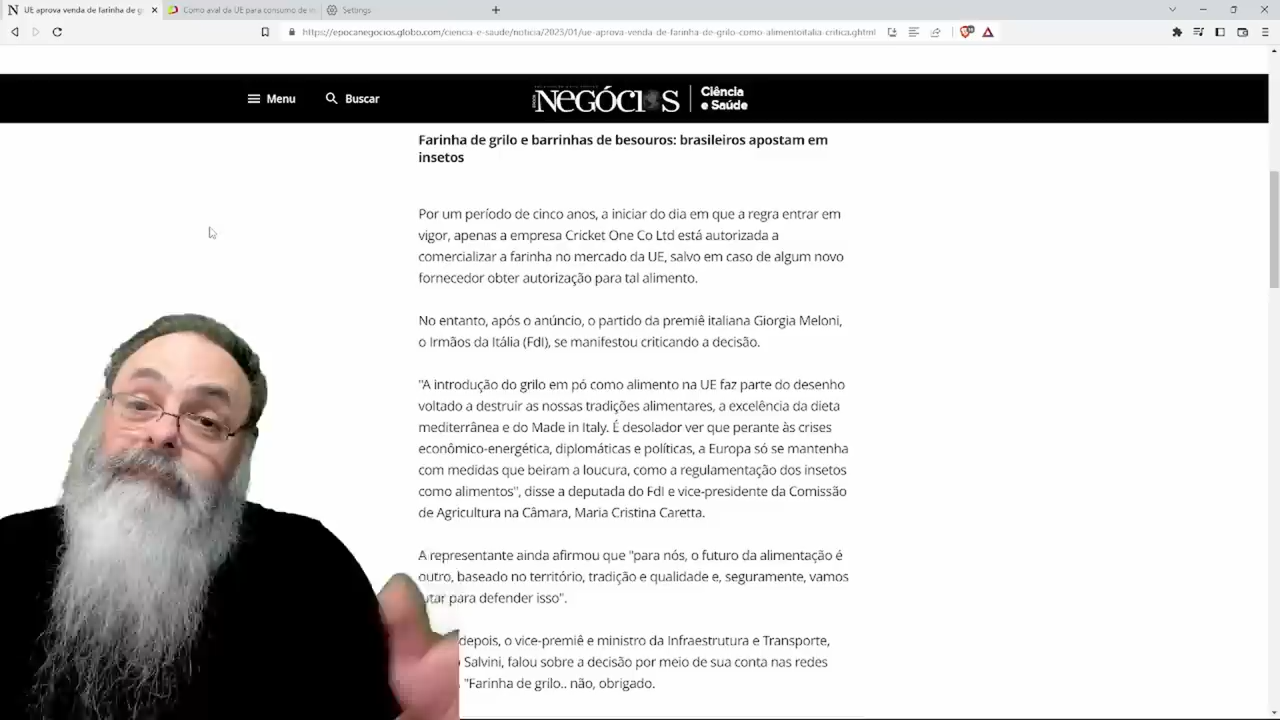 UE aprova venda de farinha de g
Como aval da UE para consumo de in
Settings
https://epocanegocios.globo.com/ciencia-e-saude/noticia/2023/01/ue-aprova-venda-de-farinha-de-grilo-como-alimentoitalia-critica.ghtml
Menu
Buscar
NEGÓCIOS
Ciência
e Saúde
Farinha de grilo e barrinhas de besouros: brasileiros apostam em
insetos
Por um período de cinco anos, a iniciar do dia em que a regra entrar em
vigor, apenas a empresa Cricket One Co Ltd está autorizada a
comercializar a farinha no mercado da UE, salvo em caso de algum novo
fornecedor obter autorização para tal alimento.
No entanto, após o anúncio, o partido da premiê italiana Giorgia Meloni,
o Irmãos da Itália (FdI), se manifestou criticando a decisão.
"A introdução do grilo em pó como alimento na UE faz parte do desenho
voltado a destruir as nossas tradições alimentares, a excelência da dieta
mediterrânea e do Made in Italy. É desolador ver que perante às crises
econômico-energética, diplomáticas e políticas, a Europa só se mantenha
com medidas que beiram a loucura, como a regulamentação dos insetos
como alimentos", disse a deputada do FdI e vice-presidente da Comissão
de Agricultura na Câmara, Maria Cristina Caretta.
A representante ainda afirmou que "para nós, o futuro da alimentação é
outro, baseado no território, tradição e qualidade e, seguramente, vamos
utar para defender isso".
depois, o vice-premiê e ministro da Infraestrutura e Transporte,
Salvini, falou sobre a decisão por meio de sua conta nas redes
"Farinha de grilo.. não, obrigado.